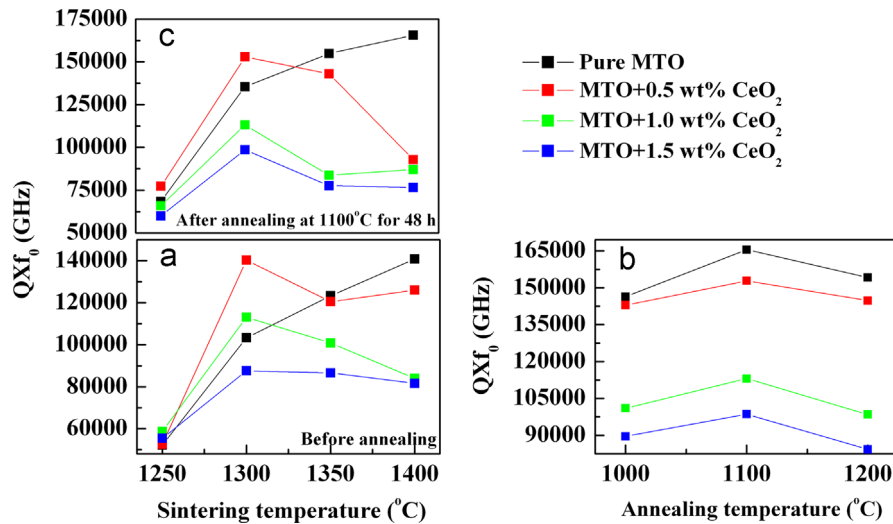 175000
150000
125000
100000
75000
50000
c
After annealing at 1100°C for 48 h
QXf₀ (GHz)
140000
120000
100000
80000
60000
a
Before annealing
1250
1300
1350
1400
Sintering temperature (°C)
Pure MTO
MTO+0.5 wt% CeO₂
MTO+1.0 wt% CeO₂
MTO+1.5 wt% CeO₂
165000
150000
135000
120000
105000
90000
b
QXf₀ (GHz)
1000
1100
1200
Annealing temperature (°C)